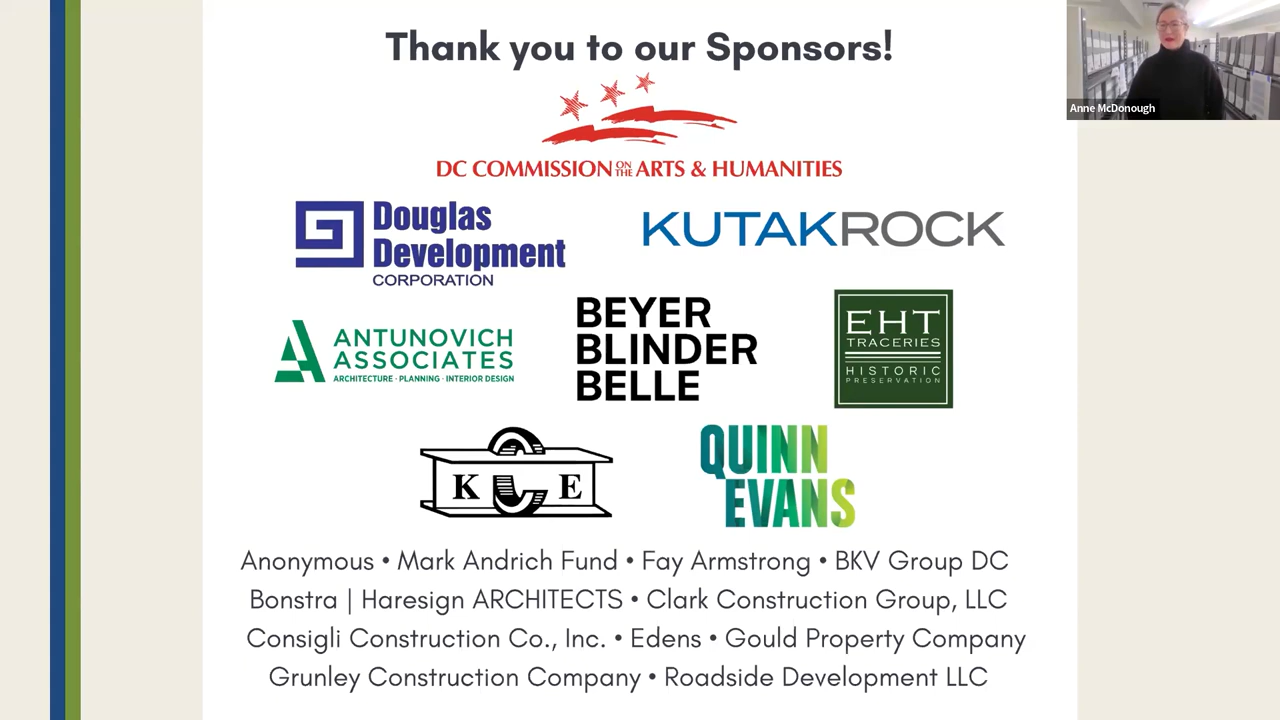 Thank you to our Sponsors!
Anne McDonough
DC COMMISSION ON THE ARTS & HUMANITIES
Douglas
Development
CORPORATION
KUTAKROCK
ANTUNOVICH
ASSOCIATES
ARCHITECTURE · PLANNING · INTERIOR DESIGN
BEYER
BLINDER
BELLE
EHT
TRACERIES
HISTORIC
PRESERVATION
K C E
QUINN
EVANS
Anonymous • Mark Andrich Fund • Fay Armstrong • BKV Group DC
Bonstra | Haresign ARCHITECTS • Clark Construction Group, LLC
Consigli Construction Co., Inc. • Edens • Gould Property Company
Grunley Construction Company • Roadside Development LLC